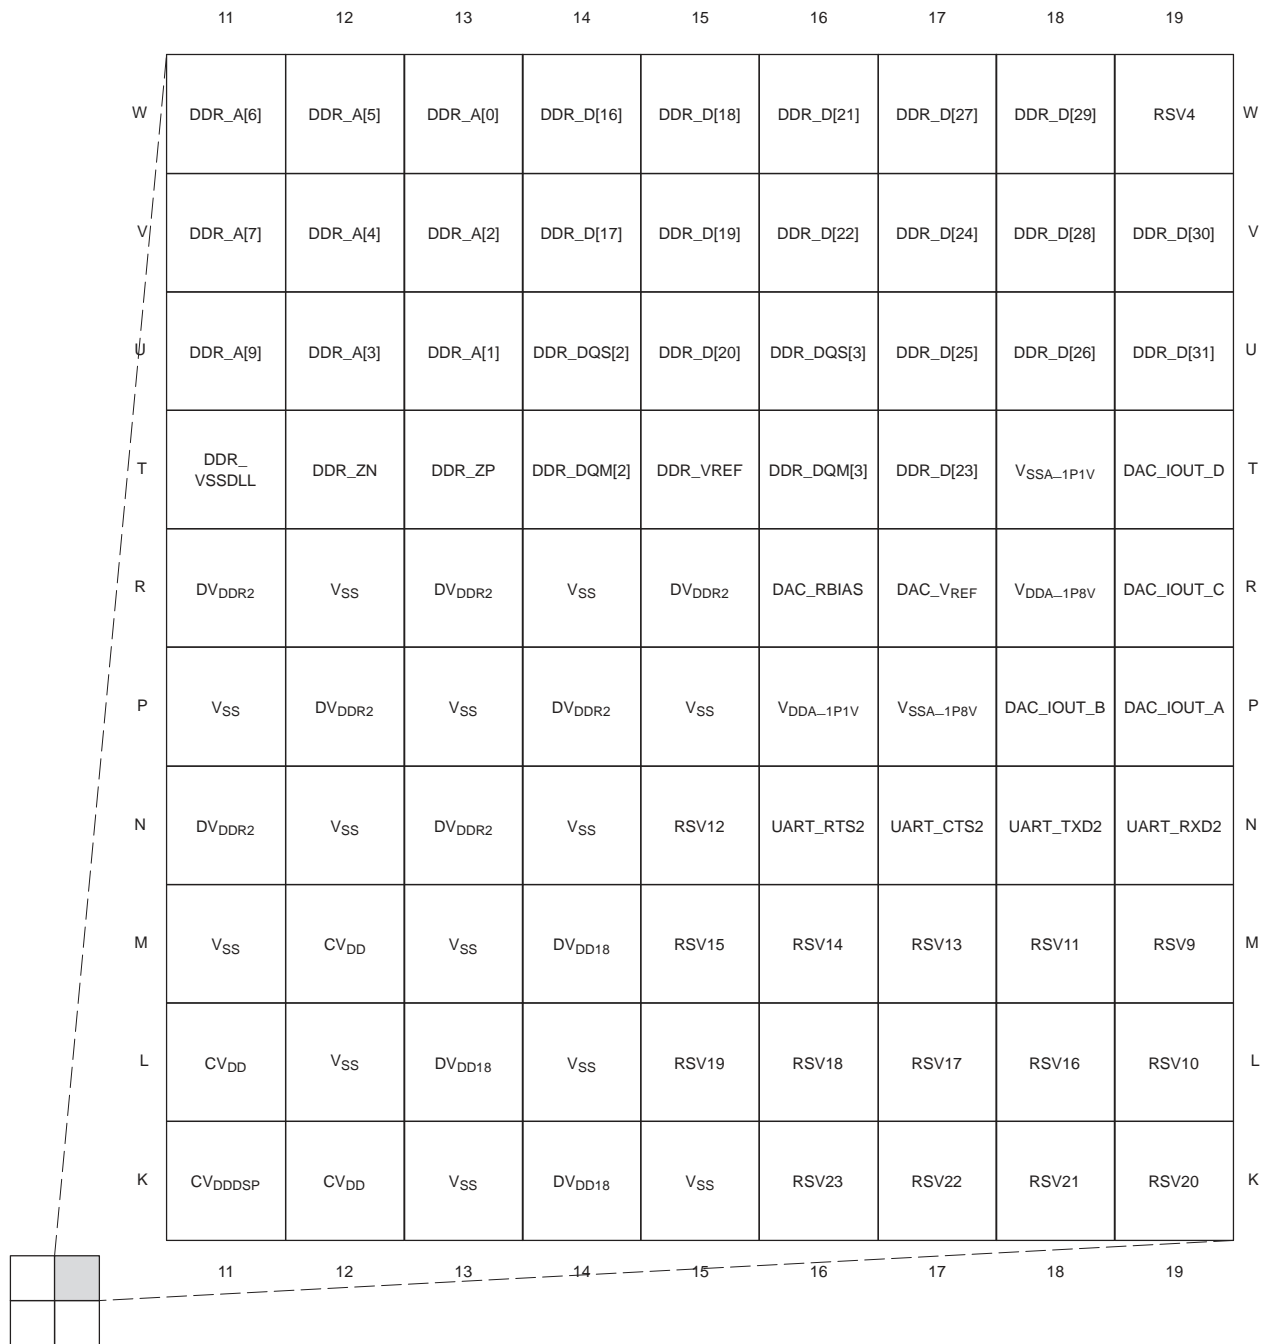 11 12 13 14 15 16 17 18 19
W DDR_A[6] DDR_A[5] DDR_A[0] DDR_D[16] DDR_D[18] DDR_D[21] DDR_D[27] DDR_D[29] RSV4 W
V DDR_A[7] DDR_A[4] DDR_A[2] DDR_D[17] DDR_D[19] DDR_D[22] DDR_D[24] DDR_D[28] DDR_D[30] V
U DDR_A[9] DDR_A[3] DDR_A[1] DDR_DQS[2] DDR_D[20] DDR_DQS[3] DDR_D[25] DDR_D[26] DDR_D[31] U
T DDR_
VSSDLL DDR_ZN DDR_ZP DDR_DQM[2] DDR_VREF DDR_DQM[3] DDR_D[23] VSSA_1P1V DAC_IOUT_D T
R DVDDR2 VSS DVDDR2 VSS DVDDR2 DAC_RBIAS DAC_VREF VDDA_1P8V DAC_IOUT_C R
P VSS DVDDR2 VSS DVDDR2 VSS VDDA_1P1V VSSA_1P8V DAC_IOUT_B DAC_IOUT_A P
N DVDDR2 VSS DVDDR2 VSS RSV12 UART_RTS2 UART_CTS2 UART_TXD2 UART_RXD2 N
M VSS CVDD VSS DVDD18 RSV15 RSV14 RSV13 RSV11 RSV9 M
L CVDD VSS DVDD18 VSS RSV19 RSV18 RSV17 RSV16 RSV10 L
K CVDDDSP CVDD VSS DVDD18 VSS RSV23 RSV22 RSV21 RSV20 K
11 12 13 14 15 16 17 18 19